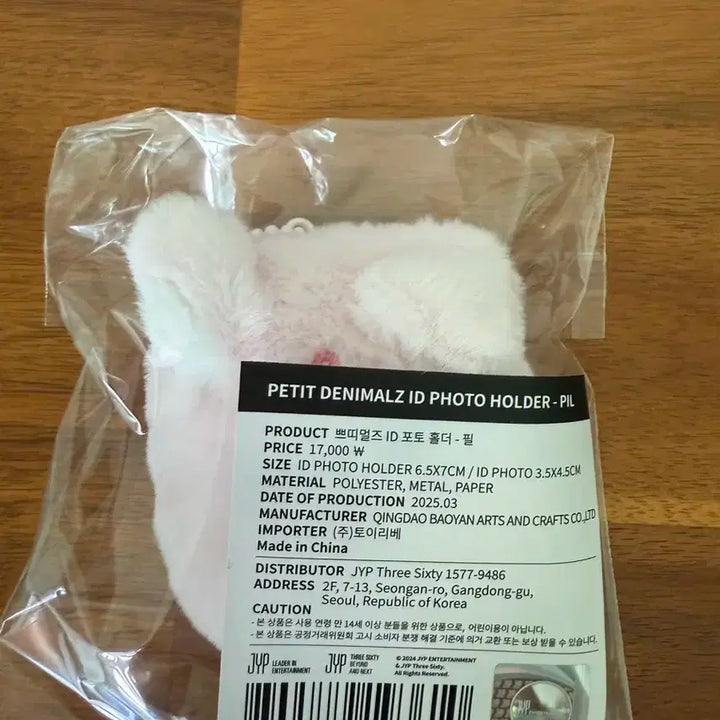 PETIT DENIMALZ ID PHOTO HOLDER - PIL
PRODUCT 쁘띠멀즈 ID 포토 홀더 - 필
PRICE 17,000 ₩
SIZE ID PHOTO HOLDER 6.5X7CM / ID PHOTO 3.5X4.5CM
MATERIAL POLYESTER, METAL, PAPER
DATE OF PRODUCTION 2025.03
MANUFACTURER QINGDAO BAOYAN ARTS AND CRAFTS CO.,LTD
IMPORTER (주)토이리베
Made in China
DISTRIBUTOR JYP Three Sixty 1577-9486
ADDRESS 2F, 7-13, Seongan-ro, Gangdong-gu,
Seoul, Republic of Korea
CAUTION
- 본 상품은 사용 연령 만 14세 이상 분들을 위한 상품으로, 어린이용이 아닙니다.
- 본 상품은 공정거래위원회 고시 소비자 분쟁 해결 기준에 의거 교환 또는 보상 받을 수 있습니다.
JYP LEADER IN ENTERTAINMENT
JYP THREE SIXTY BEYOND AND NEXT
© 2024 JYP ENTERTAINMENT
& JYP Three Sixty.
All Rights Reserved.